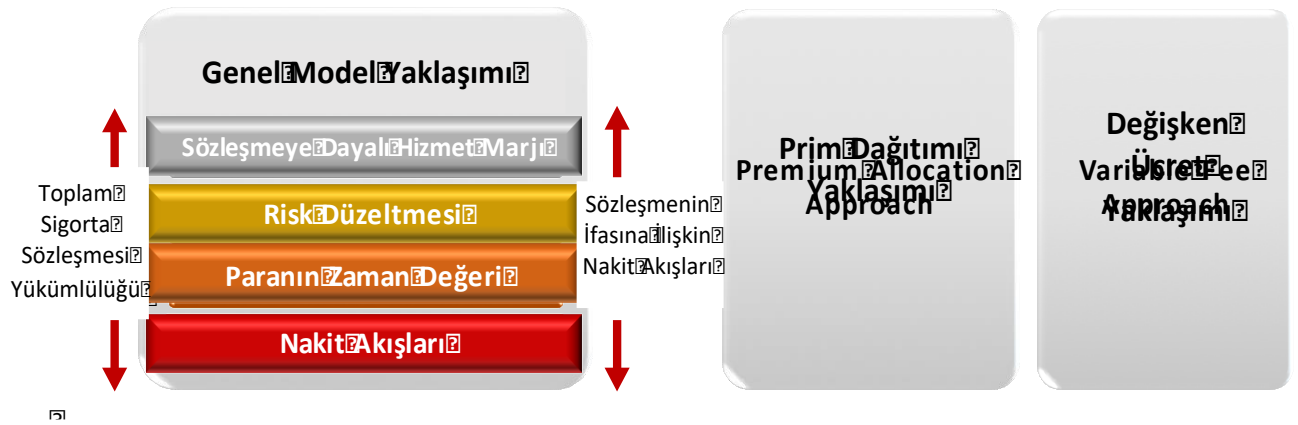 Genel Model Yaklaşımı
Sözleşmeye Dayalı Hizmet Marjı
Risk Düzeltmesi
Paranın Zaman Değeri
Nakit Akışları
Toplam
Sigorta
Sözleşmesi
Yükümlülüğü
Sözleşmenin
İfasına İlişkin
Nakit Akışları
Prim Dağıtımı
Yaklaşımı
Premium Allocation
Approach
Değişken
Ücret
Yaklaşımı
Variable Fee
Approach